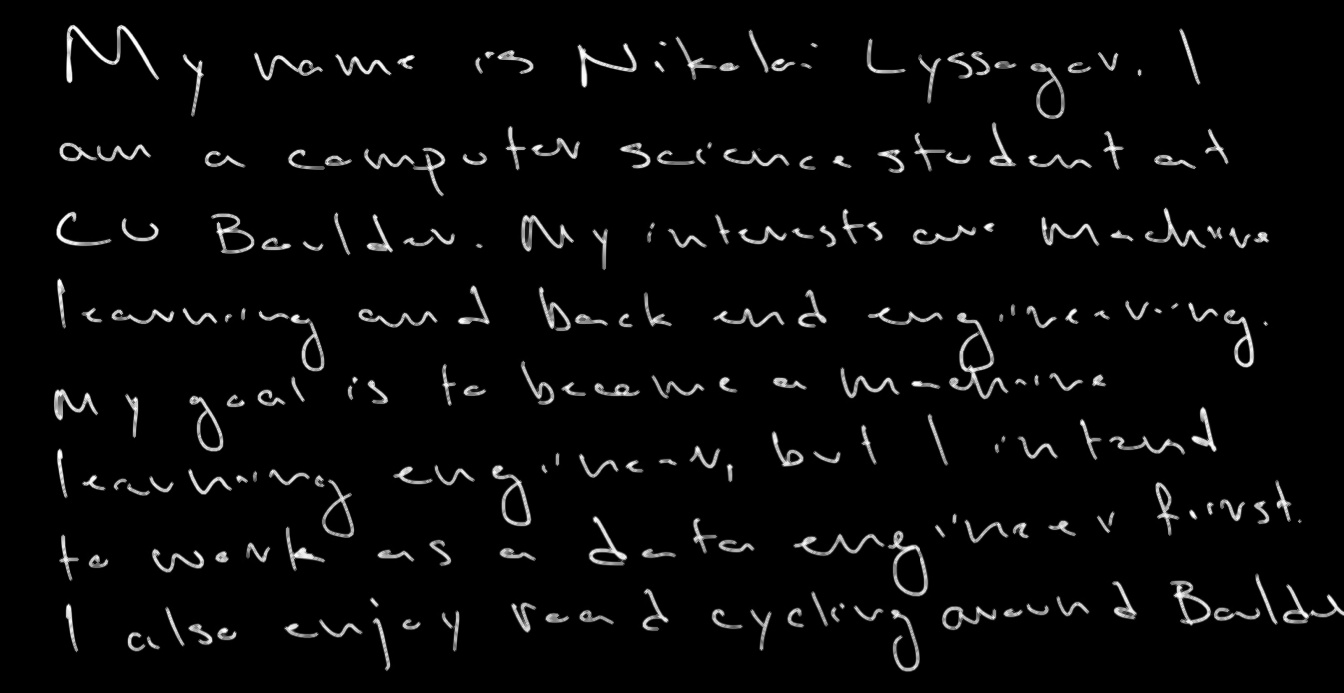 My name is Nikolai Lyssogov. I
am a computer science student at
CU Boulder. My interests are machine
learning and back end engineering.
My goal is to become a machine
learning engineer, but I intend
to work as a data engineer first.
I also enjoy road cycling around Boulder